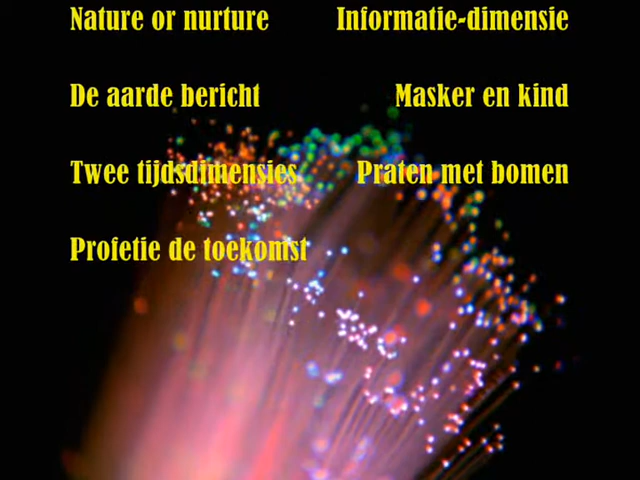 Nature or nurture
Informatie-dimensie
De aarde bericht
Masker en kind
Twee tijdsdimensies
Praten met bomen
Profetie de toekomst